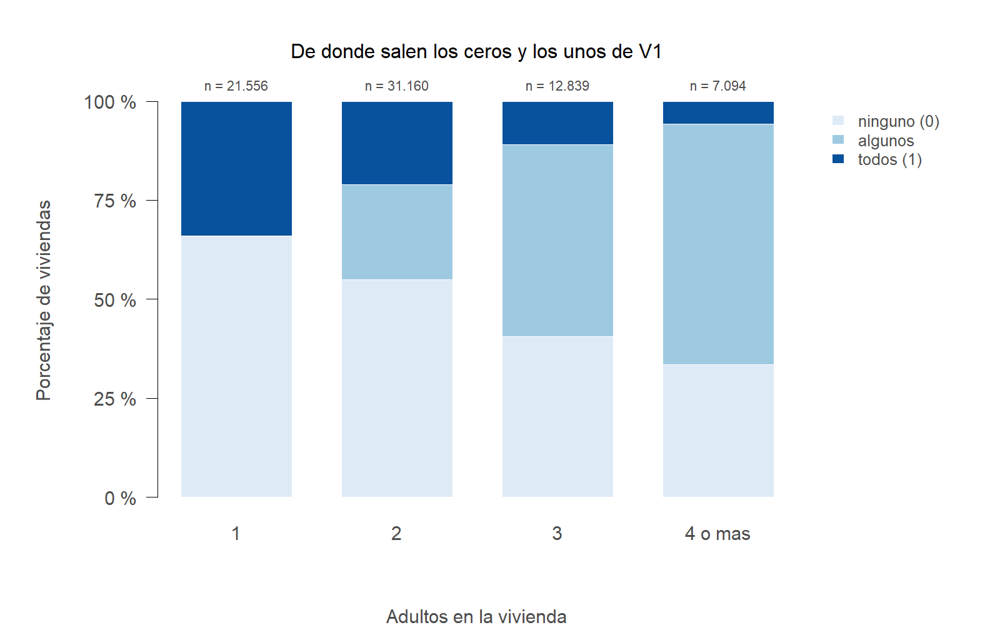 De donde salen los ceros y los unos de V1
n = 21.556
n = 31.160
n = 12.839
n = 7.094
100 %
75 %
50 %
25 %
0 %
Porcentaje de viviendas
ninguno (0)
algunos
todos (1)
1
2
3
4 o mas
Adultos en la vivienda